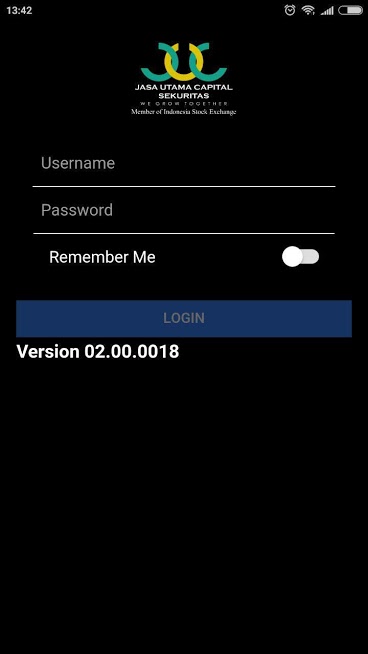 13:42
JASA UTAMA CAPITAL
SEKURITAS
WE GROW TOGETHER
Member of Indonesia Stock Exchange
Username
Password
Remember Me
LOGIN
Version 02.00.0018